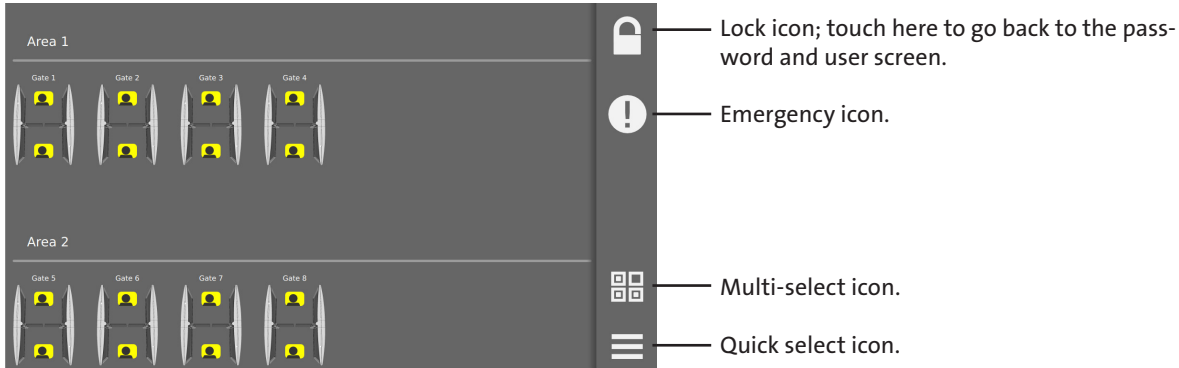 Area 1
Gate 1 Gate 2 Gate 3 Gate 4
Area 2
Gate 5 Gate 6 Gate 7 Gate 8
Lock icon; touch here to go back to the pass-
word and user screen.
Emergency icon.
Multi-select icon.
Quick select icon.